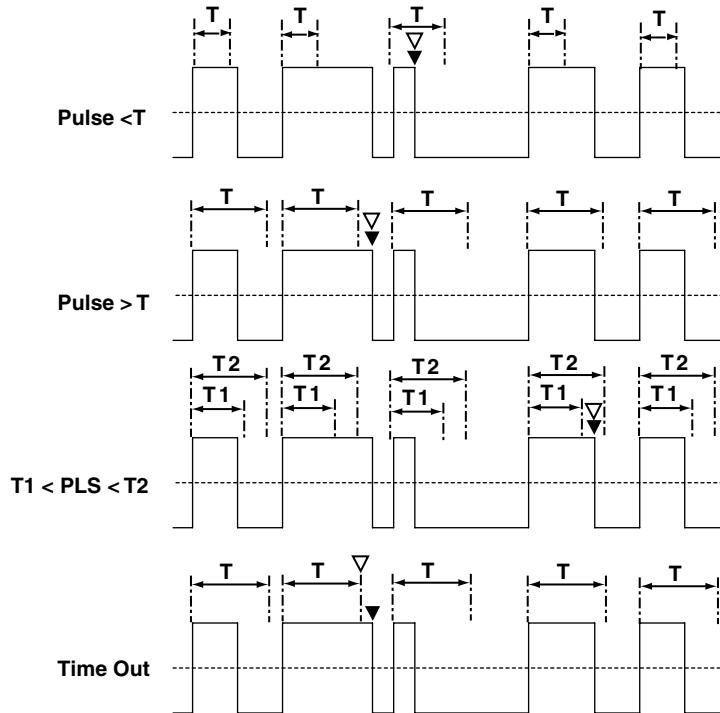 T T T T T
Pulse <T
T T T T T
Pulse > T
T2 T2 T2 T2 T2
T1 T1 T1 T1 T1
T1 < PLS < T2
T T T T T
Time Out